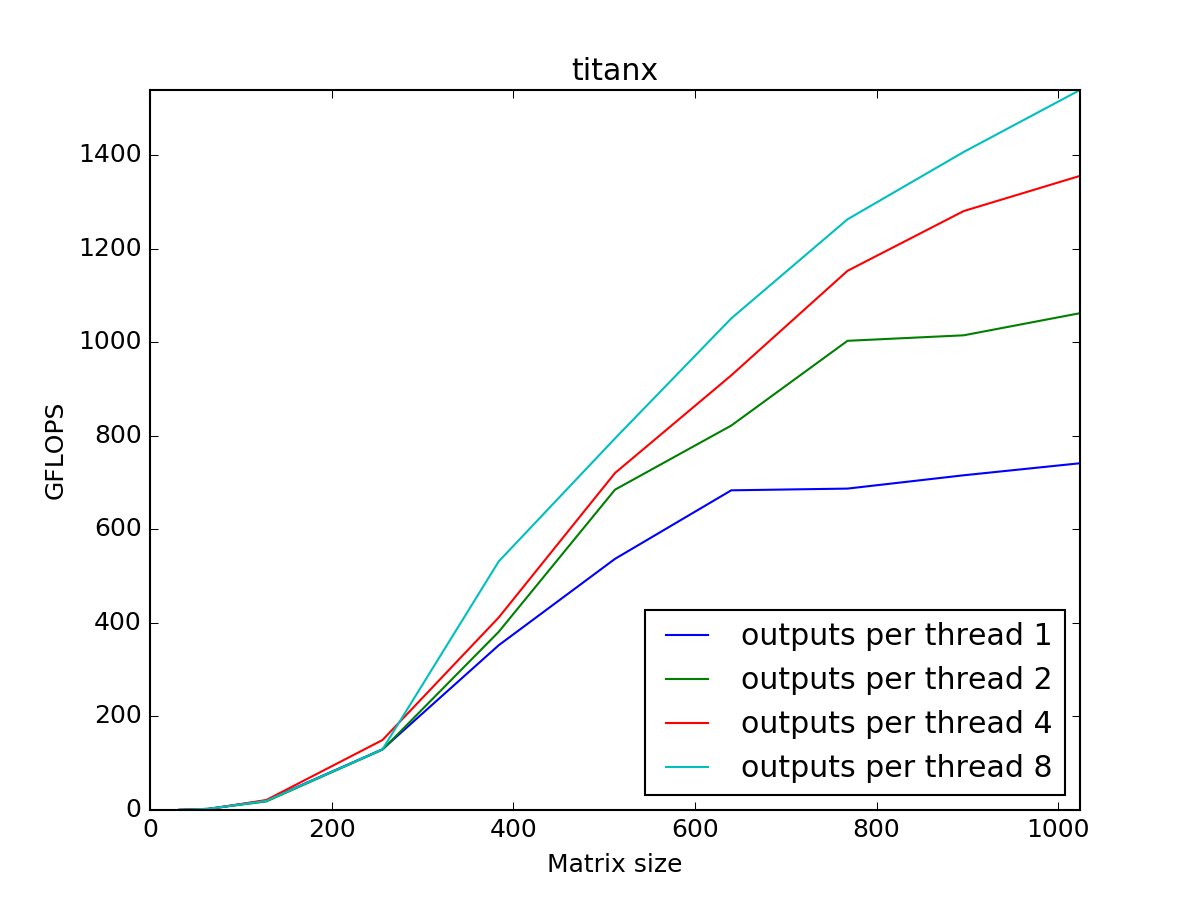 titanx
1400
1200
1000
800
600
400
200
0
GFLOPS
outputs per thread 1
outputs per thread 2
outputs per thread 4
outputs per thread 8
0 200 400 600 800 1000
Matrix size